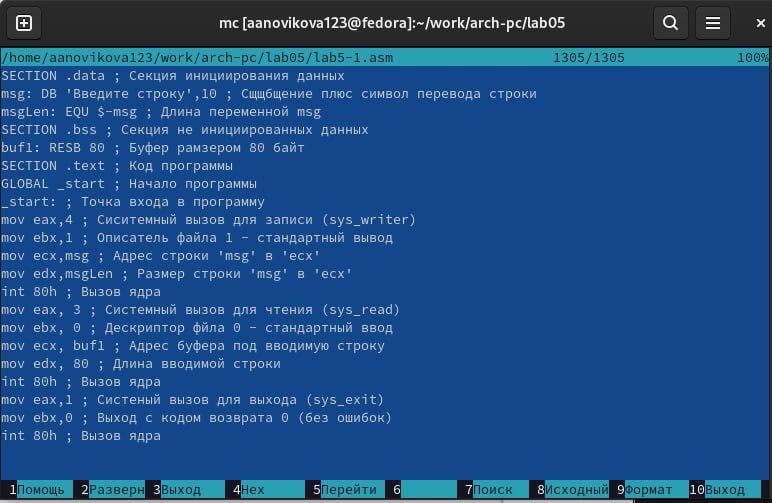 mc [aanovikova123@fedora]:~/work/arch-pc/lab05
/home/aanovikova123/work/arch-pc/lab05/lab5-1.asm 1305/1305 100%
SECTION .data ; Секция инициирования данных
msg: DB 'Введите строку',10 ; Сщщбщение плюс символ перевода строки
msgLen: EQU $-msg ; Длина переменной msg
SECTION .bss ; Секция не инициированных данных
buf1: RESB 80 ; Буфер рамзером 80 байт
SECTION .text ; Код программы
GLOBAL _start ; Начало программы
_start: ; Точка входа в программу
mov eax,4 ; Сиситемный вызов для записи (sys_writer)
mov ebx,1 ; Описатель файла 1 - стандартный вывод
mov ecx,msg ; Адрес строки 'msg' в 'ecx'
mov edx,msgLen ; Размер строки 'msg' в 'ecx'
int 80h ; Вызов ядра
mov eax, 3 ; Системный вызов для чтения (sys_read)
mov ebx, 0 ; Дескриптор фйла 0 - стандартный ввод
mov ecx, buf1 ; Адрес буфера под вводимую строку
mov edx, 80 ; Длина вводимой строки
int 80h ; Вызов ядра
mov eax,1 ; Систеный вызов для выхода (sys_exit)
mov ebx,0 ; Выход с кодом возврата 0 (без ошибок)
int 80h ; Вызов ядра
1Помощь 2Разверн 3Выход 4Hex 5Перейти 6 7Поиск 8Исходный 9Формат 10Выход